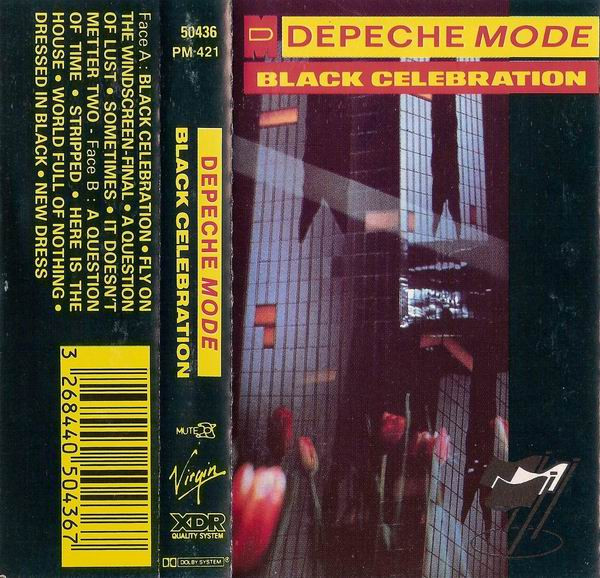 Face A : BLACK CELEBRATION • FLY ON
THE WINDSCREEN-FINAL • A QUESTION
OF LUST • SOMETIMES • IT DOESN'T
METTER TWO - Face B : A QUESTION
OF TIME • STRIPPED • HERE IS THE
HOUSE • WORLD FULL OF NOTHING •
DRESSED IN BLACK • NEW DRESS
3 268440 504367
50436
PM-421
DEPECHE MODE
BLACK CELEBRATION
MUTE
Virgin
XDR
QUALITY SYSTEM
DOLBY SYSTEM®
DM
DEPECHE MODE
BLACK CELEBRATION